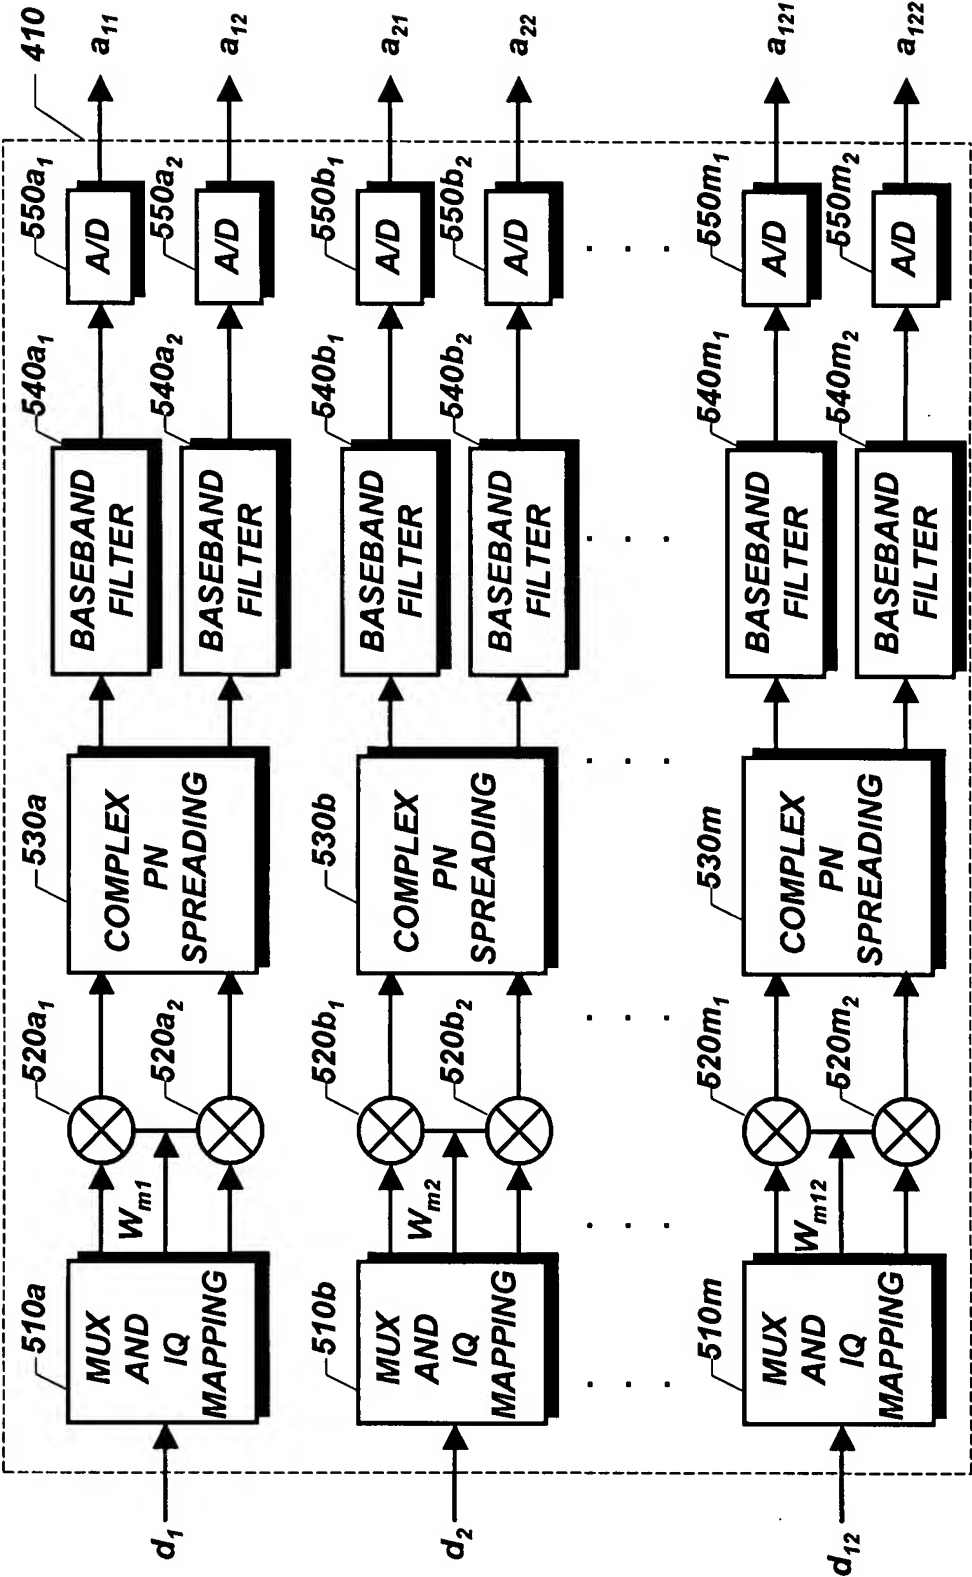 410
d1
510a
MUX
AND
IQ
MAPPING
Wm1
520a1
520a2
530a
COMPLEX
PN
SPREADING
540a1
BASEBAND
FILTER
540a2
BASEBAND
FILTER
550a1
A/D
550a2
A/D
a11
a12
d2
510b
MUX
AND
IQ
MAPPING
Wm2
520b1
520b2
530b
COMPLEX
PN
SPREADING
540b1
BASEBAND
FILTER
540b2
BASEBAND
FILTER
550b1
A/D
550b2
A/D
a21
a22
. . .
. . .
. . .
. . .
. . .
. . .
d12
510m
MUX
AND
IQ
MAPPING
Wm12
520m1
520m2
530m
COMPLEX
PN
SPREADING
540m1
BASEBAND
FILTER
540m2
BASEBAND
FILTER
550m1
A/D
550m2
A/D
a121
a122